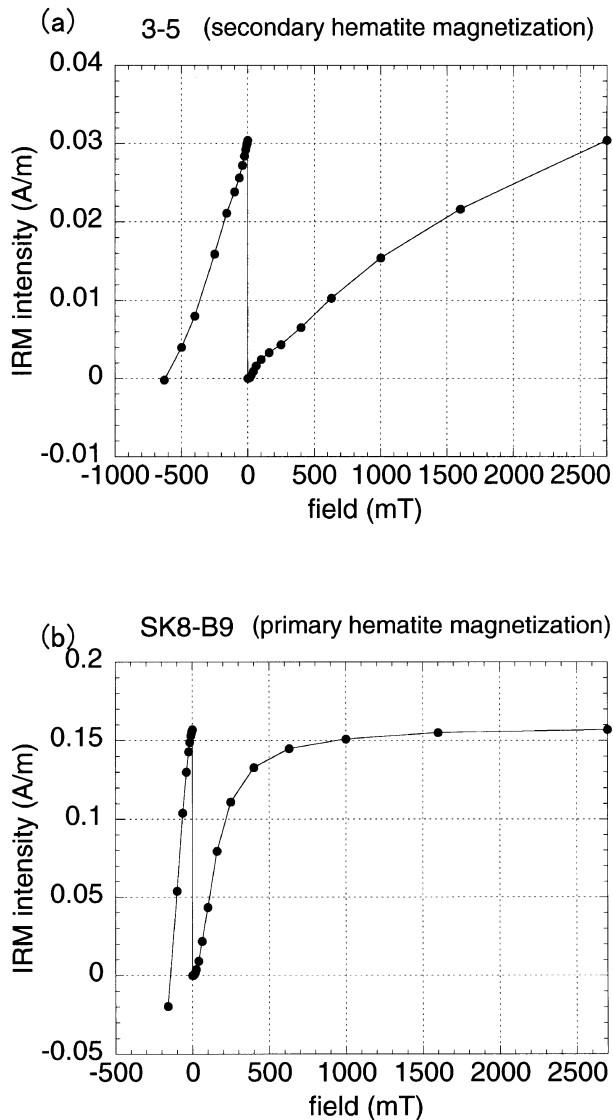 (a)
3-5 (secondary hematite magnetization)
0.04
0.03
0.02
0.01
0
-0.01
IRM intensity (A/m)
-1000 -500 0 500 1000 1500 2000 2500
field (mT)
(b)
SK8-B9 (primary hematite magnetization)
0.2
0.15
0.1
0.05
0
-0.05
IRM intensity (A/m)
-500 0 500 1000 1500 2000 2500
field (mT)